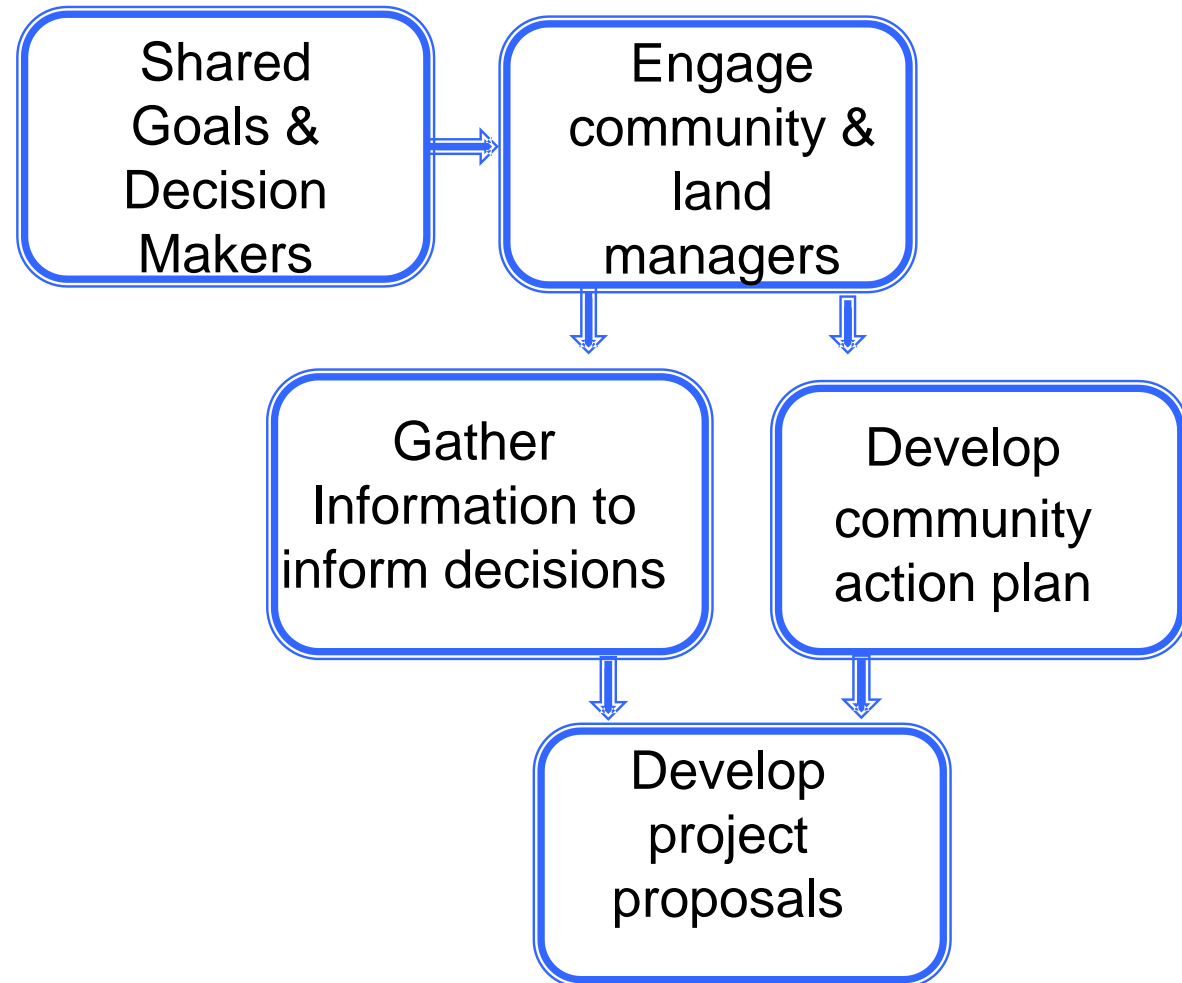 Shared
Goals &
Decision
Makers
Engage
community &
land
managers
Gather
Information to
inform decisions
Develop
community
action plan
Develop
project
proposals